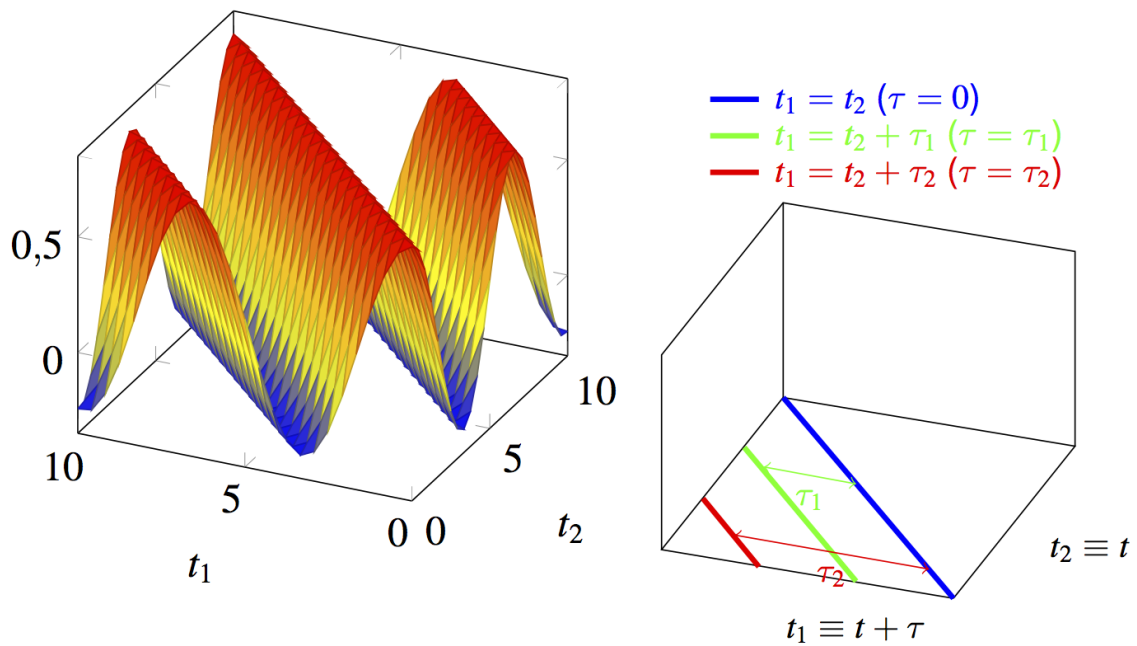 0,5
0
10
5
0
0
5
10
t₁
t₂
t₁ = t₂ (τ = 0)
t₁ = t₂ + τ₁ (τ = τ₁)
t₁ = t₂ + τ₂ (τ = τ₂)
τ₁
τ₂
t₂ ≡ t
t₁ ≡ t + τ